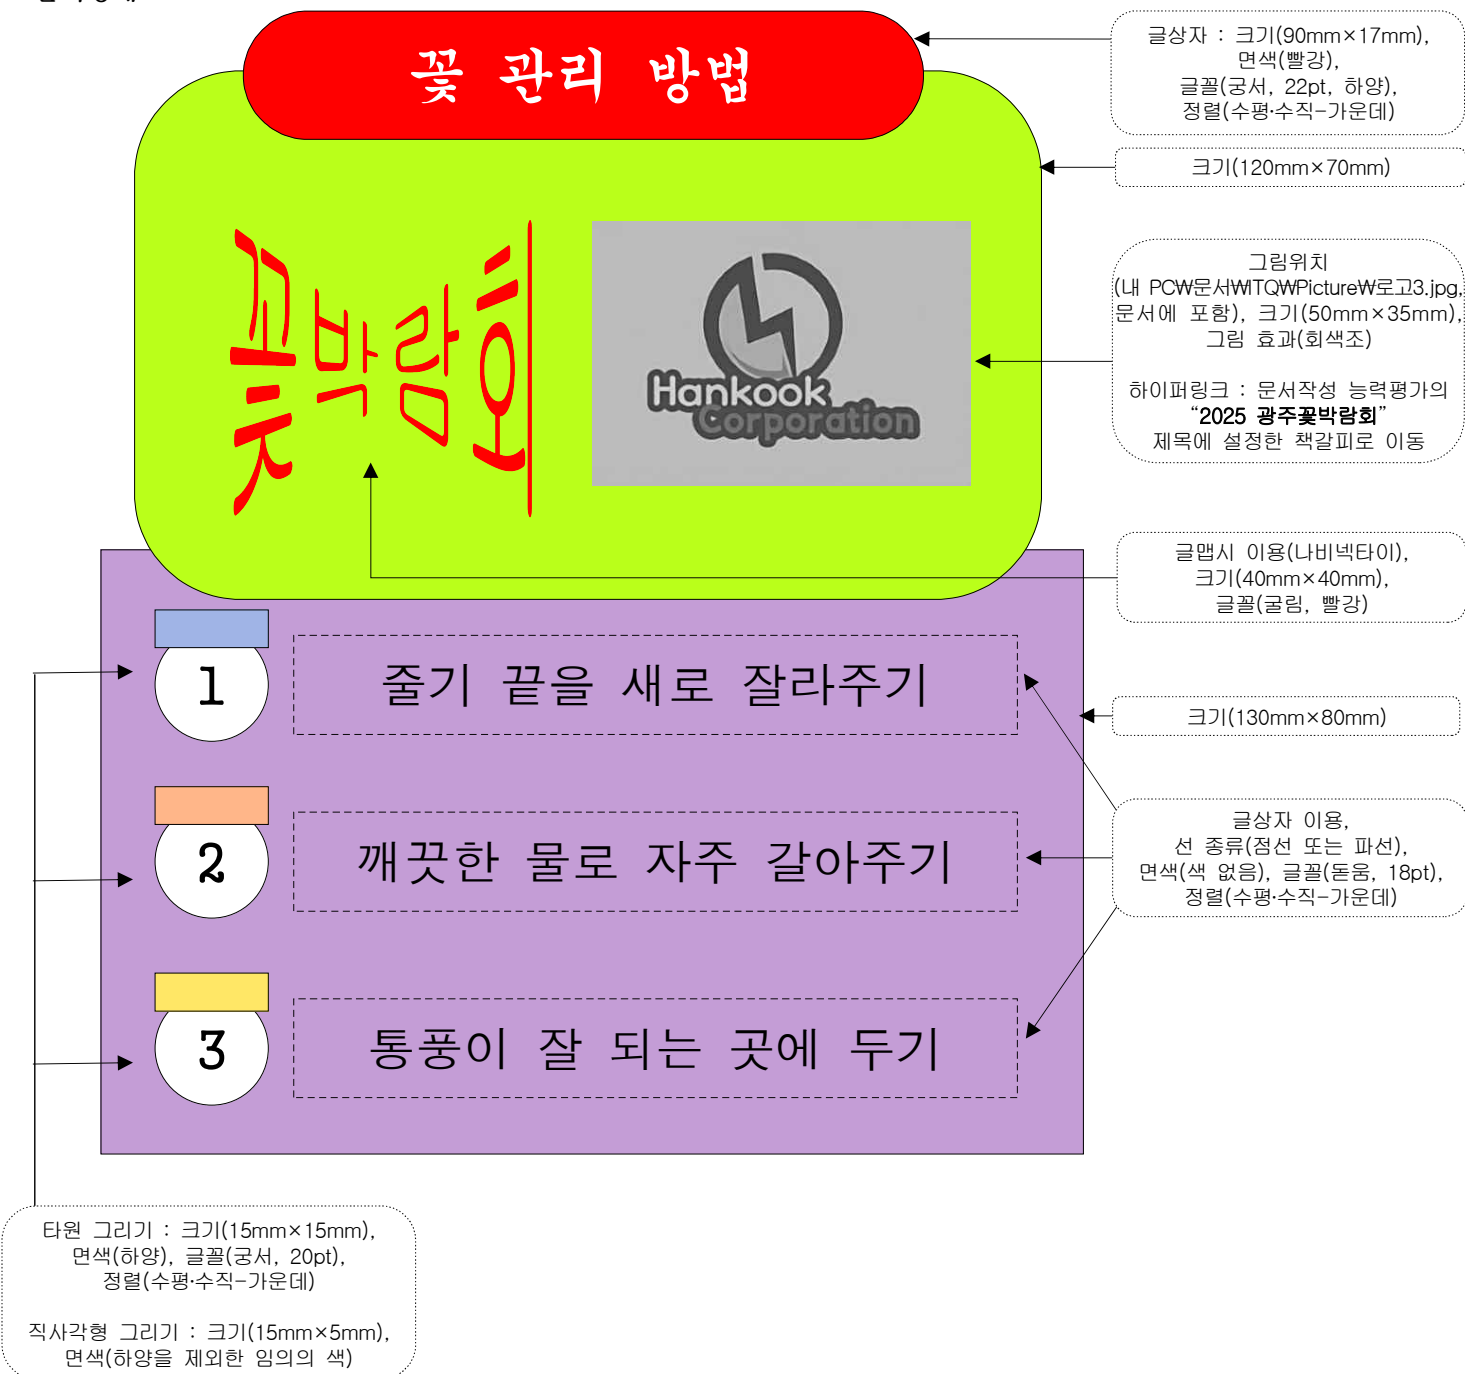 꽃 관리 방법
글상자 : 크기(90mm×17mm),
면색(빨강),
글꼴(궁서, 22pt, 하양),
정렬(수평·수직-가운데)
크기(120mm×70mm)
꽃박람회
Hankook
Corporation
그림위치
(내 PC₩문서₩ITQ₩Picture₩로고3.jpg,
문서에 포함), 크기(50mm×35mm),
그림 효과(회색조)
하이퍼링크 : 문서작성 능력평가의
“2025 광주꽃박람회”
제목에 설정한 책갈피로 이동
글맵시 이용(나비넥타이),
크기(40mm×40mm),
글꼴(굴림, 빨강)
1
줄기 끝을 새로 잘라주기
크기(130mm×80mm)
2
깨끗한 물로 자주 갈아주기
글상자 이용,
선 종류(점선 또는 파선),
면색(색 없음), 글꼴(돋움, 18pt),
정렬(수평·수직-가운데)
3
통풍이 잘 되는 곳에 두기
타원 그리기 : 크기(15mm×15mm),
면색(하양), 글꼴(궁서, 20pt),
정렬(수평·수직-가운데)
직사각형 그리기 : 크기(15mm×5mm),
면색(하양을 제외한 임의의 색)